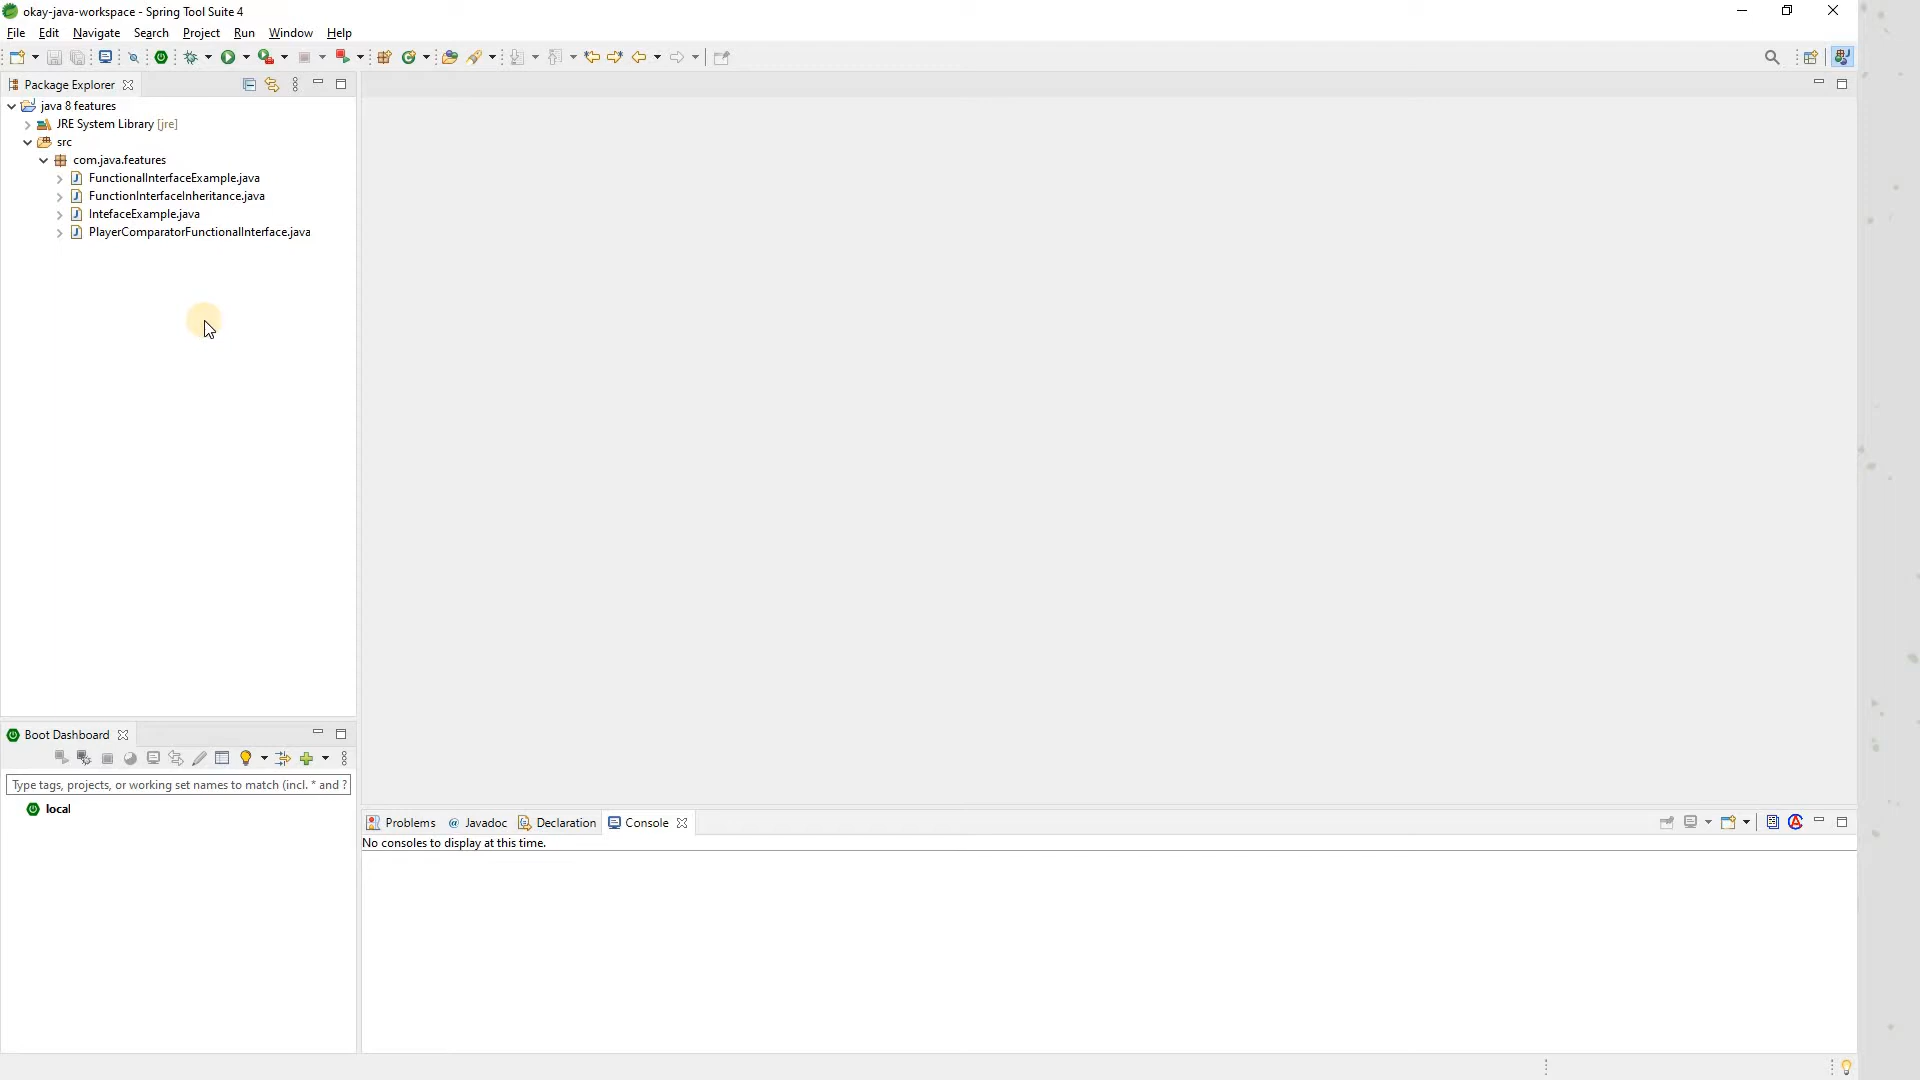 okay-java-workspace - Spring Tool Suite 4
File Edit Navigate Search Project Run Window Help
Package Explorer
java 8 features
JRE System Library [jre]
src
com.java.features
FunctionalInterfaceExample.java
FunctionInterfaceInheritance.java
IntefaceExample.java
PlayerComparatorFunctionalInterface.java
Boot Dashboard
Type tags, projects, or working set names to match (incl. * and ?
local
Problems @ Javadoc Declaration Console
No consoles to display at this time.